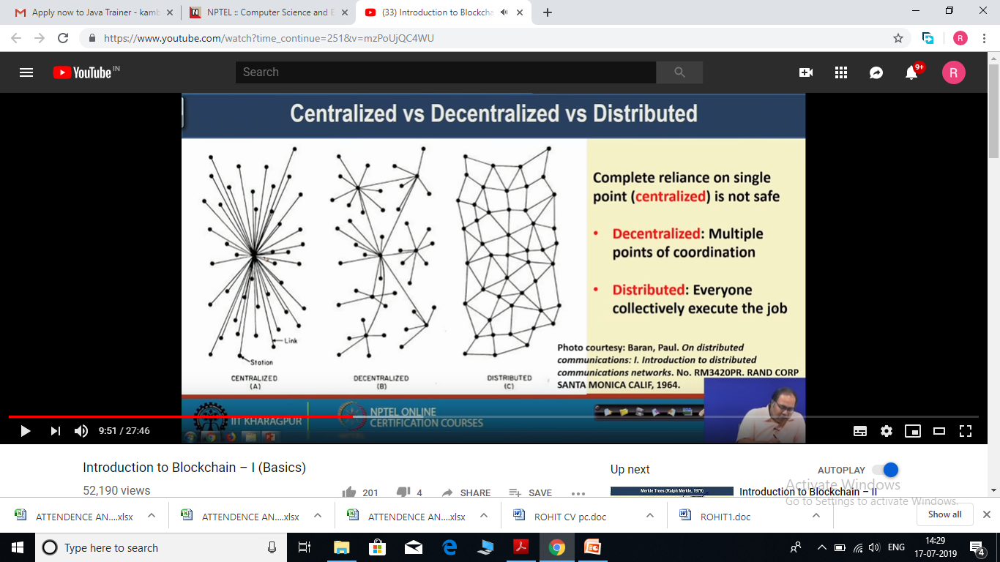 Apply now to Java Trainer - kamb
NPTEL :: Computer Science and E
(33) Introduction to Blockcha
https://www.youtube.com/watch?time_continue=251&v=mzPoUjQC4WU
R
YouTube IN
Search
9+
R
Centralized vs Decentralized vs Distributed
Complete reliance on single
point (centralized) is not safe
• Decentralized: Multiple
points of coordination
• Distributed: Everyone
collectively execute the job
Link
Station
CENTRALIZED
(A)
DECENTRALIZED
(B)
DISTRIBUTED
(C)
Photo courtesy: Baran, Paul. On distributed
communications: I. Introduction to distributed
communications networks. No. RM3420PR. RAND CORP
SANTA MONICA CALIF, 1964.
IIT KHARAGPUR
NPTEL ONLINE
CERTIFICATION COURSES
9:51 / 27:46
Introduction to Blockchain – I (Basics)
52,190 views
201
4
SHARE
SAVE
Up next
AUTOPLAY
Merkle Trees (Ralph Merkle, 1979)
Introduction to Blockchain – II
Activate Windows
Go to Settings to activate Windows.
ATTENDENCE AN....xlsx
ATTENDENCE AN....xlsx
ATTENDENCE AN....xlsx
ROHIT CV pc.doc
ROHIT1.doc
Show all
Type here to search
ENG
14:29
17-07-2019
4